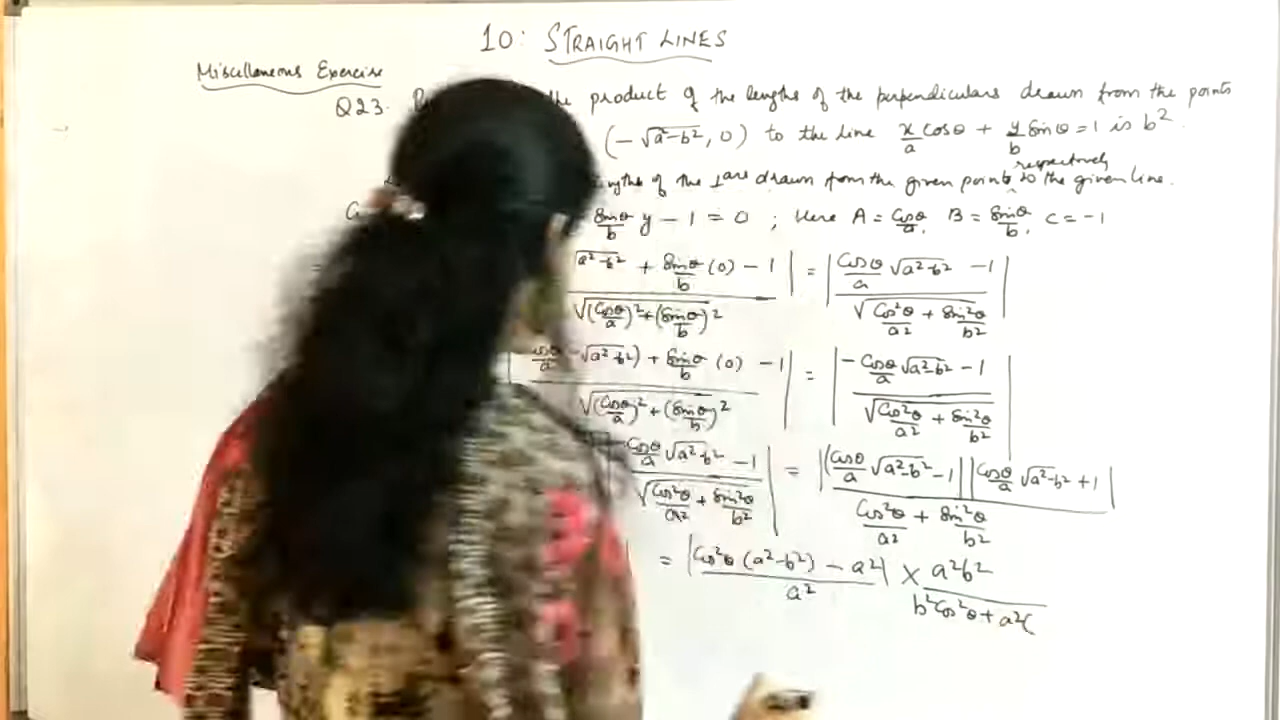 10: STRAIGHT LINES
Miscellaneous Exercise
Q23. the product of the lengths of the perpendiculars drawn from the points
(-√a²-b², 0) to the line x/a cosθ + y/b sinθ = 1 is b².
respectively
of the ⊥ars drawn from the given points to the given line.
sinθ/b y - 1 = 0 ; Here A = cosθ/a, B = sinθ/b, C = -1
√a²-b² + sinθ/b (0) - 1| / √(cosθ/a)²+(sinθ/b)² = |cosθ/a √a²-b² - 1| / √cos²θ/a² + sin²θ/b²
cosθ/a -√a²-b²) + sinθ/b (0) - 1| / √(cosθ/a)²+(sinθ/b)² = |-cosθ/a √a²-b² - 1| / √cos²θ/a² + sin²θ/b²
cosθ/a √a²-b² - 1| / √cos²θ/a² + sin²θ/b² = |(cosθ/a √a²-b² - 1||cosθ/a √a²-b² + 1| / cos²θ/a² + sin²θ/b²
= |cos²θ (a²-b²) - a²| / a² × a²b² / b²cos²θ + a²(